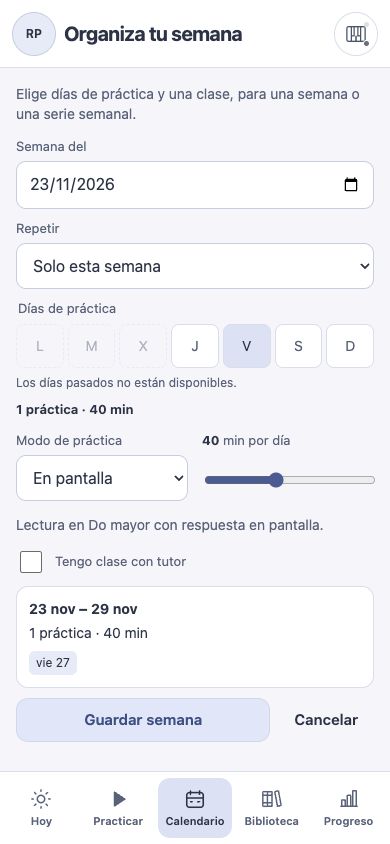 RP
Organiza tu semana
Elige días de práctica y una clase, para una semana o
una serie semanal.
Semana del
23/11/2026
Repetir
Solo esta semana
Días de práctica
L M X J V S D
Los días pasados no están disponibles.
1 práctica · 40 min
Modo de práctica
40 min por día
En pantalla
Lectura en Do mayor con respuesta en pantalla.
Tengo clase con tutor
23 nov – 29 nov
1 práctica · 40 min
vie 27
Guardar semana
Cancelar
Hoy
Practicar
Calendario
Biblioteca
Progreso